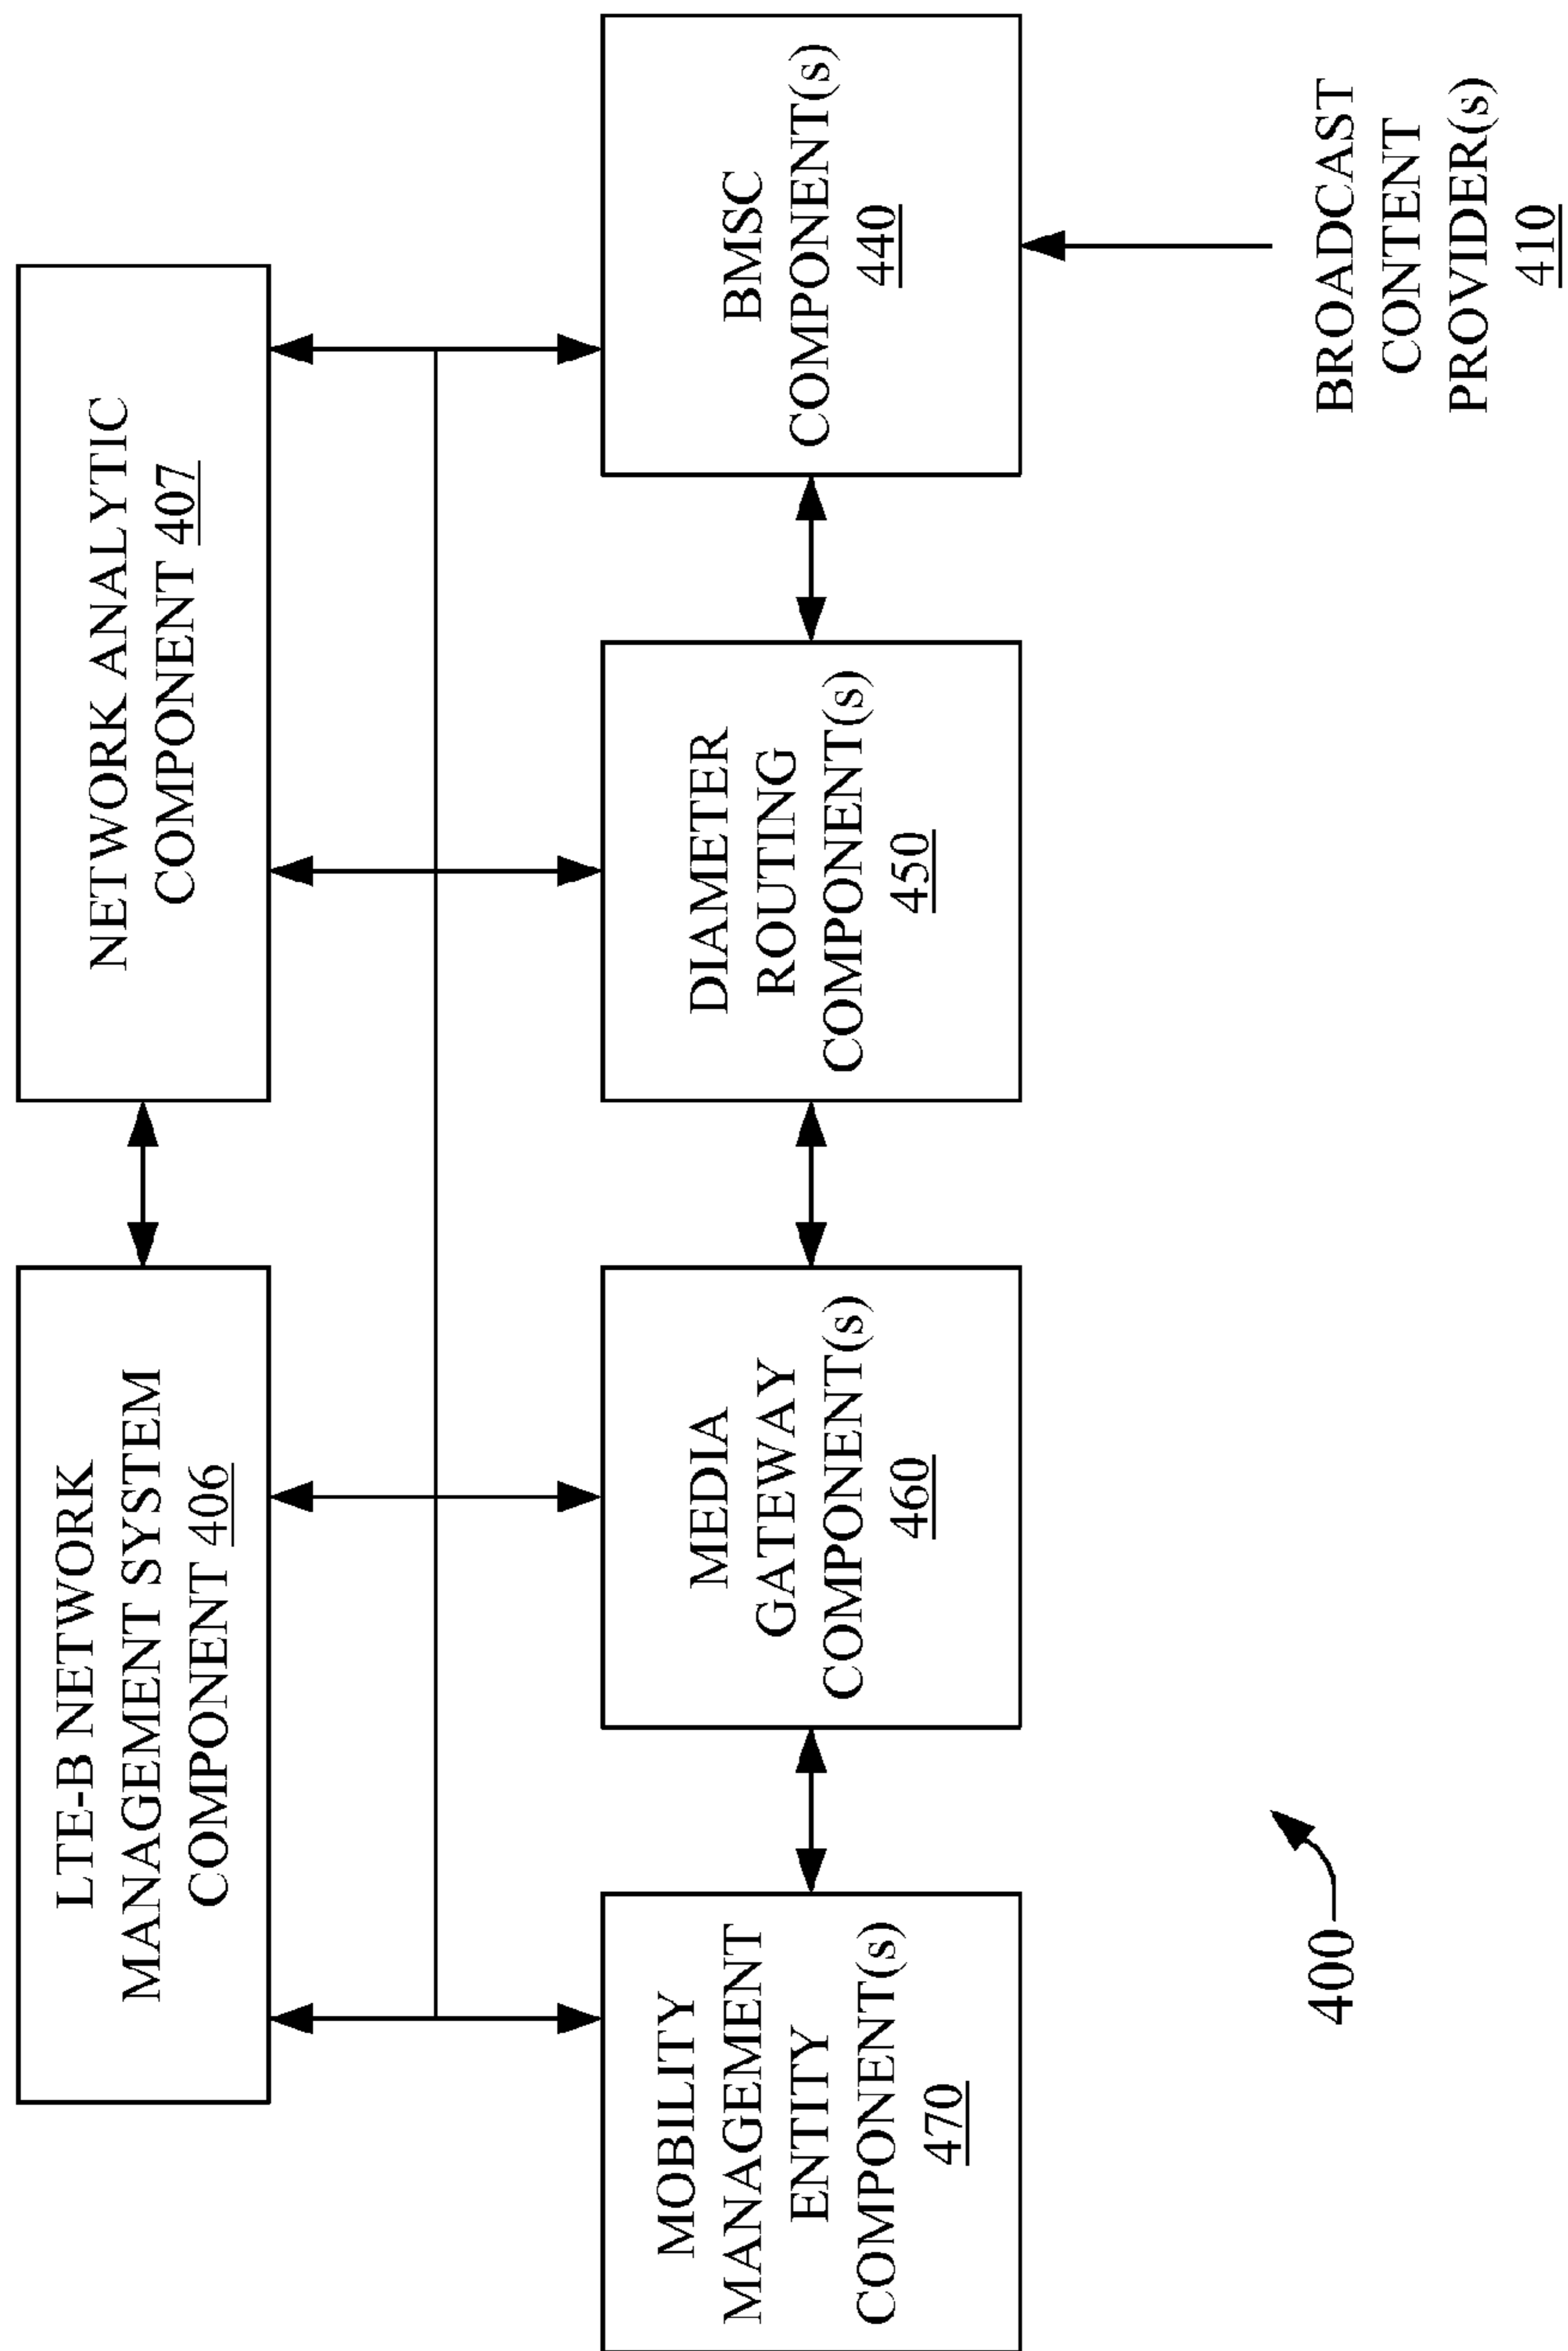 LTE-B NETWORK
MANAGEMENT SYSTEM
COMPONENT 406
NETWORK ANALYTIC
COMPONENT 407
MOBILITY
MANAGEMENT
ENTITY
COMPONENT(s)
470
MEDIA
GATEWAY
COMPONENT(s)
460
DIAMETER
ROUTING
COMPONENT(s)
450
BMSC
COMPONENT(s)
440
400
BROADCAST
CONTENT
PROVIDER(s)
410